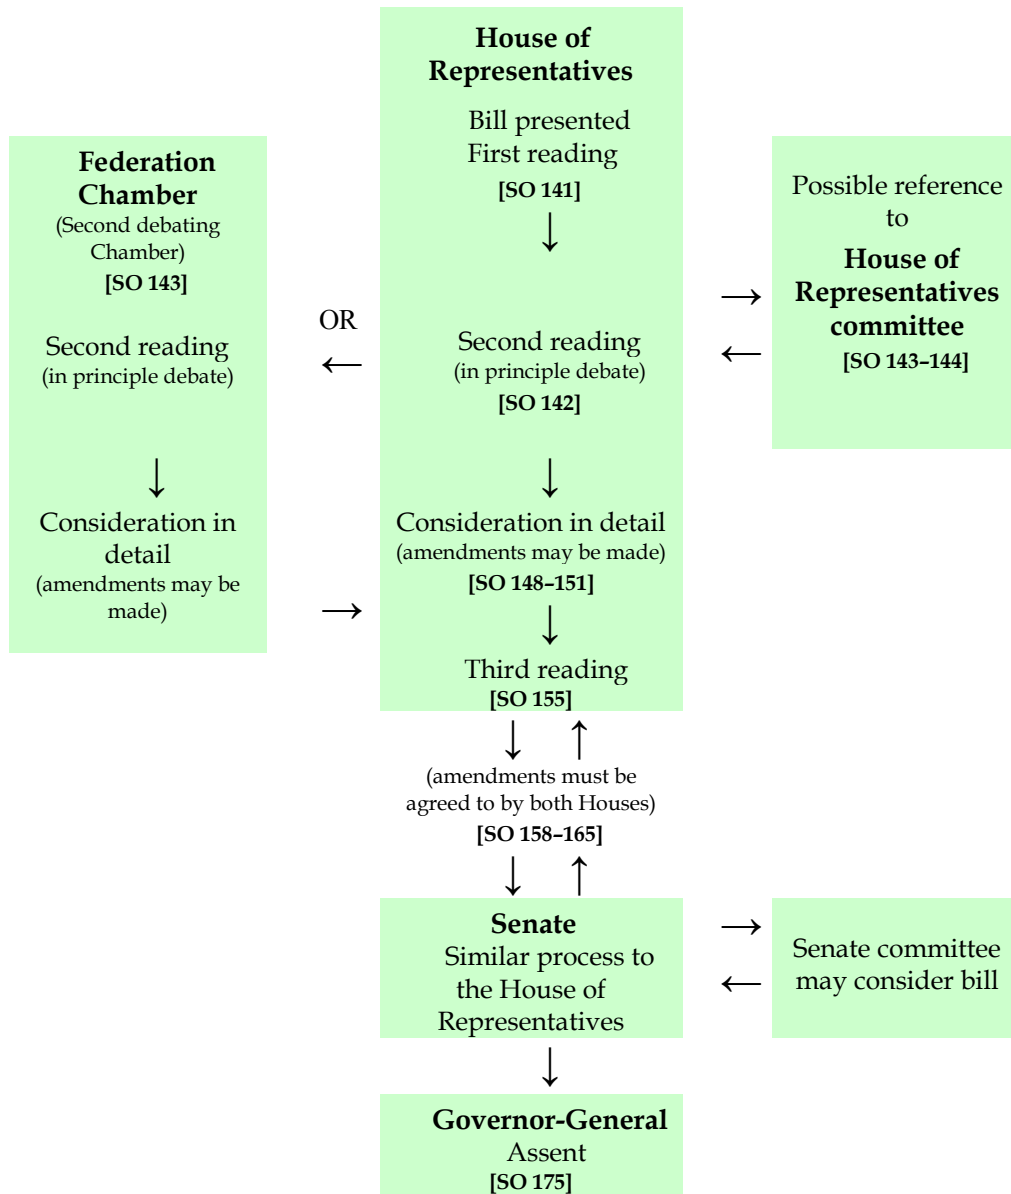 House of
Representatives
Bill presented
First reading
[SO 141]
Second reading
(in principle debate)
[SO 142]
Consideration in detail
(amendments may be made)
[SO 148–151]
Third reading
[SO 155]
Federation
Chamber
(Second debating
Chamber)
[SO 143]
Second reading
(in principle debate)
Consideration in
detail
(amendments may be
made)
OR
Possible reference
to
House of
Representatives
committee
[SO 143–144]
(amendments must be
agreed to by both Houses)
[SO 158–165]
Senate
Similar process to
the House of
Representatives
Senate committee
may consider bill
Governor-General
Assent
[SO 175]